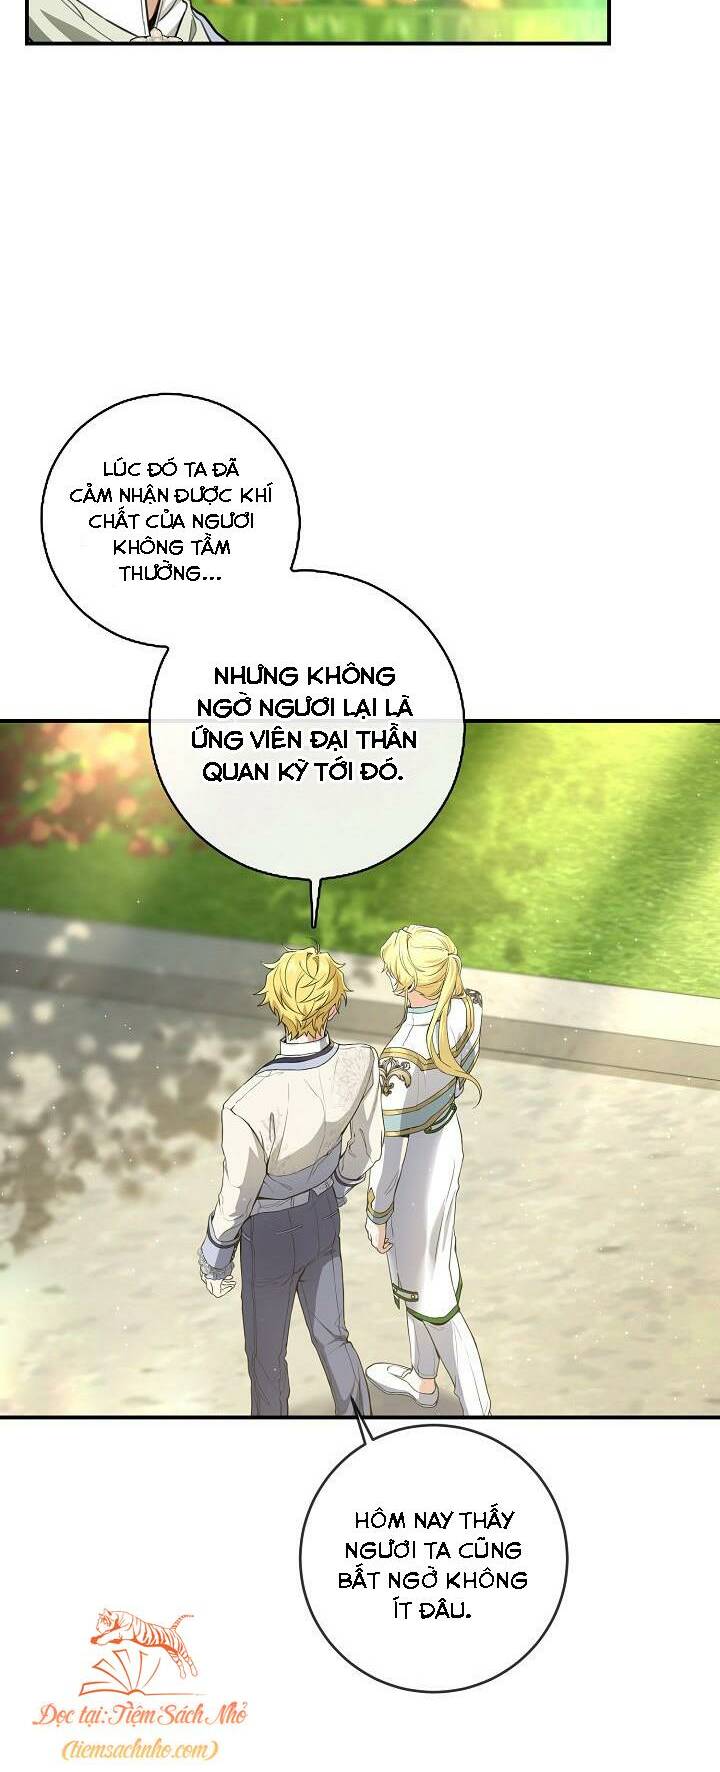 LÚC ĐÓ TA ĐÃ
CẢM NHẬN ĐƯỢC KHÍ
CHẤT CỦA NGƯƠI
KHÔNG TẦM
THƯỜNG...
NHƯNG KHÔNG
NGỜ NGƯƠI LẠI LÀ
ỨNG VIÊN ĐẠI THẦN
QUAN KỲ TỚI ĐÓ.
HÔM NAY THẤY
NGƯƠI TA CŨNG
BẤT NGỜ KHÔNG
ÍT ĐÂU.
Đọc tại: Tiệm Sách Nhỏ
(tiemsachnho.com)